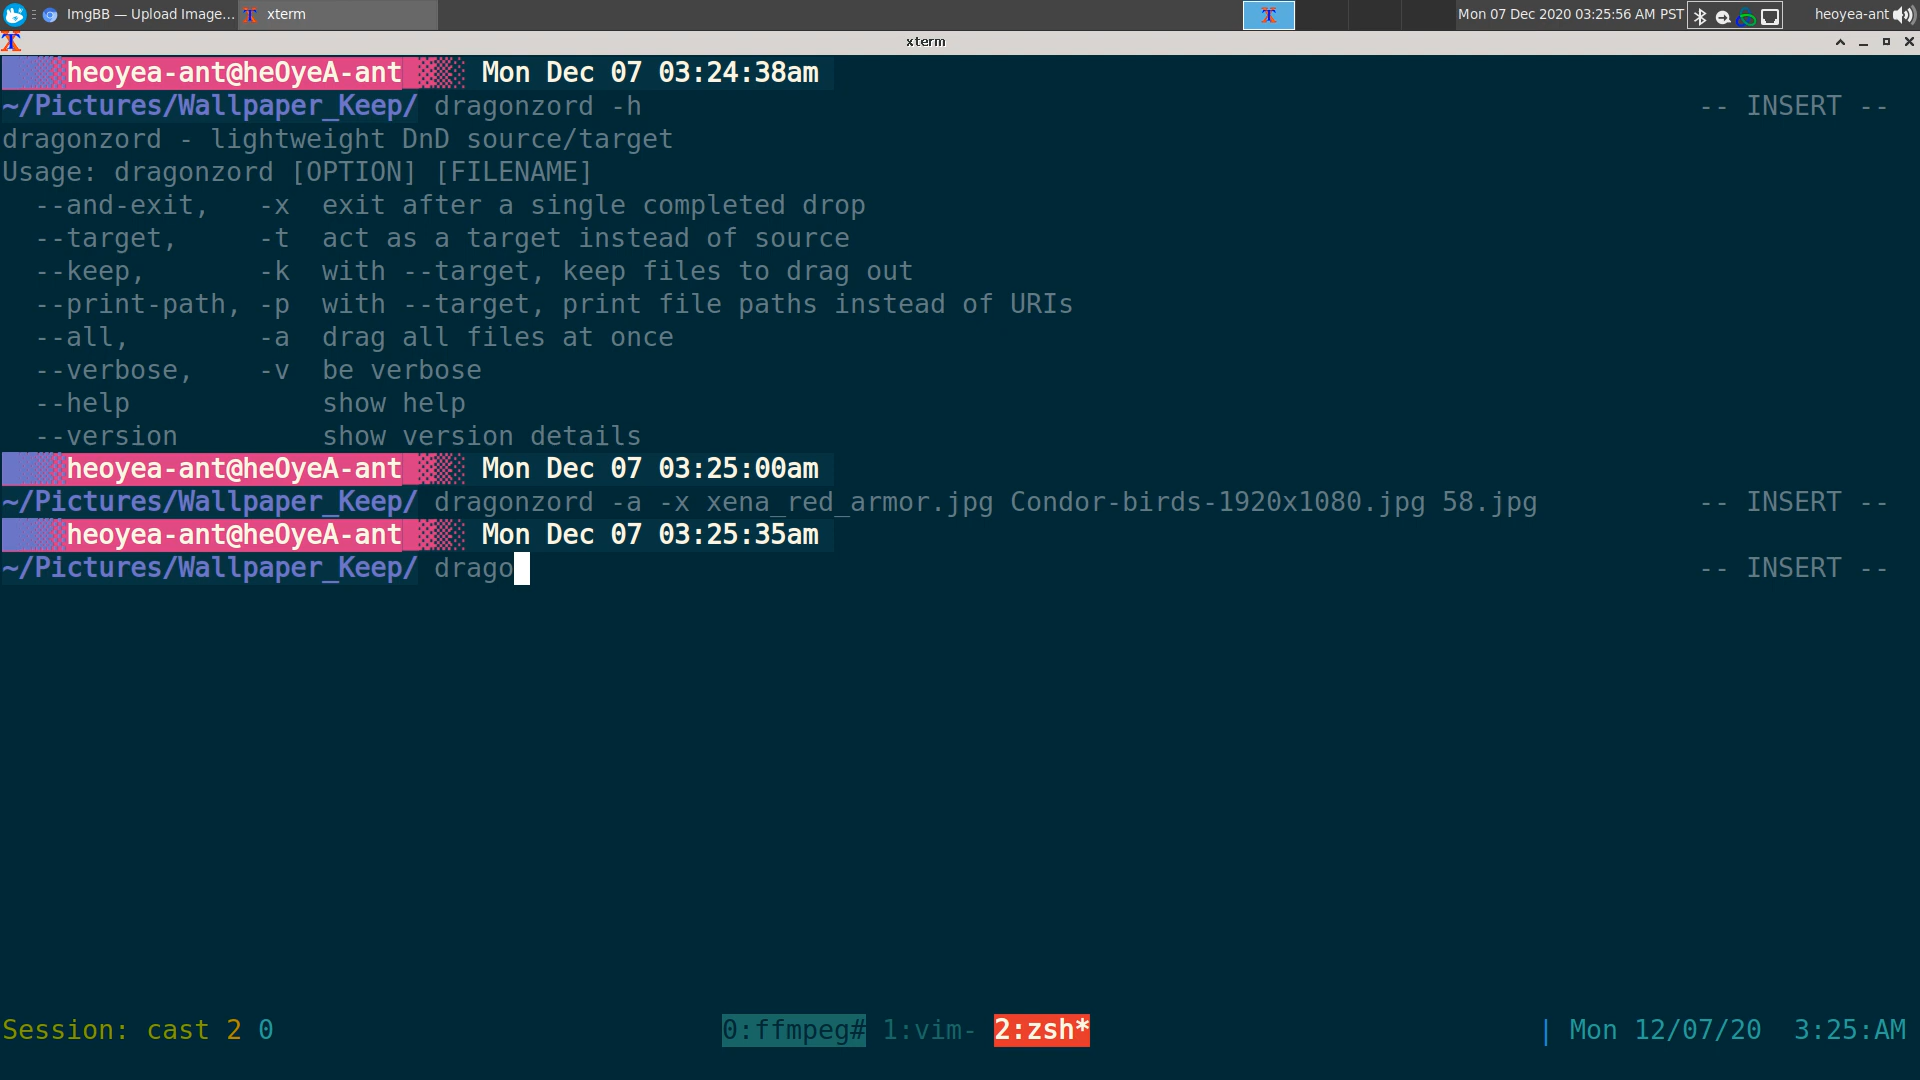 ImgBB — Upload Image... xterm Mon 07 Dec 2020 03:25:56 AM PST heoyea-ant
xterm
heoyea-ant@heOyeA-ant Mon Dec 07 03:24:38am
~/Pictures/Wallpaper_Keep/ dragonzord -h -- INSERT --
dragonzord - lightweight DnD source/target
Usage: dragonzord [OPTION] [FILENAME]
--and-exit, -x exit after a single completed drop
--target, -t act as a target instead of source
--keep, -k with --target, keep files to drag out
--print-path, -p with --target, print file paths instead of URIs
--all, -a drag all files at once
--verbose, -v be verbose
--help show help
--version show version details
heoyea-ant@heOyeA-ant Mon Dec 07 03:25:00am
~/Pictures/Wallpaper_Keep/ dragonzord -a -x xena_red_armor.jpg Condor-birds-1920x1080.jpg 58.jpg -- INSERT --
heoyea-ant@heOyeA-ant Mon Dec 07 03:25:35am
~/Pictures/Wallpaper_Keep/ drago -- INSERT --
Session: cast 2 0 0:ffmpeg# 1:vim- 2:zsh* | Mon 12/07/20 3:25:AM